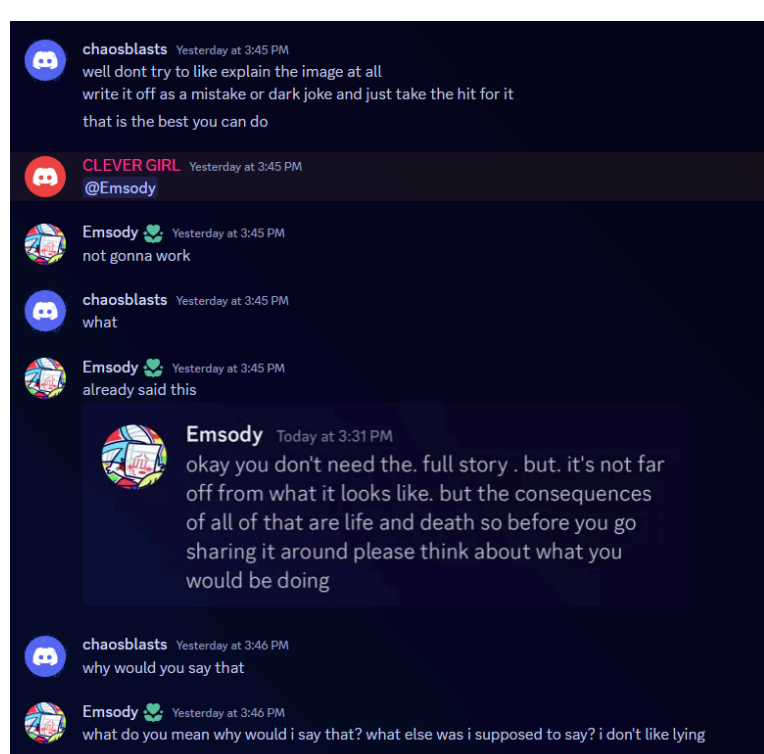 chaosblasts Yesterday at 3:45 PM
well dont try to like explain the image at all
write it off as a mistake or dark joke and just take the hit for it
that is the best you can do
CLEVER GIRL Yesterday at 3:45 PM
@Emsody
Emsody Yesterday at 3:45 PM
not gonna work
chaosblasts Yesterday at 3:45 PM
what
Emsody Yesterday at 3:45 PM
already said this
Emsody Today at 3:31 PM
okay you don't need the. full story . but. it's not far
off from what it looks like. but the consequences
of all of that are life and death so before you go
sharing it around please think about what you
would be doing
chaosblasts Yesterday at 3:46 PM
why would you say that
Emsody Yesterday at 3:46 PM
what do you mean why would i say that? what else was i supposed to say? i don't like lying